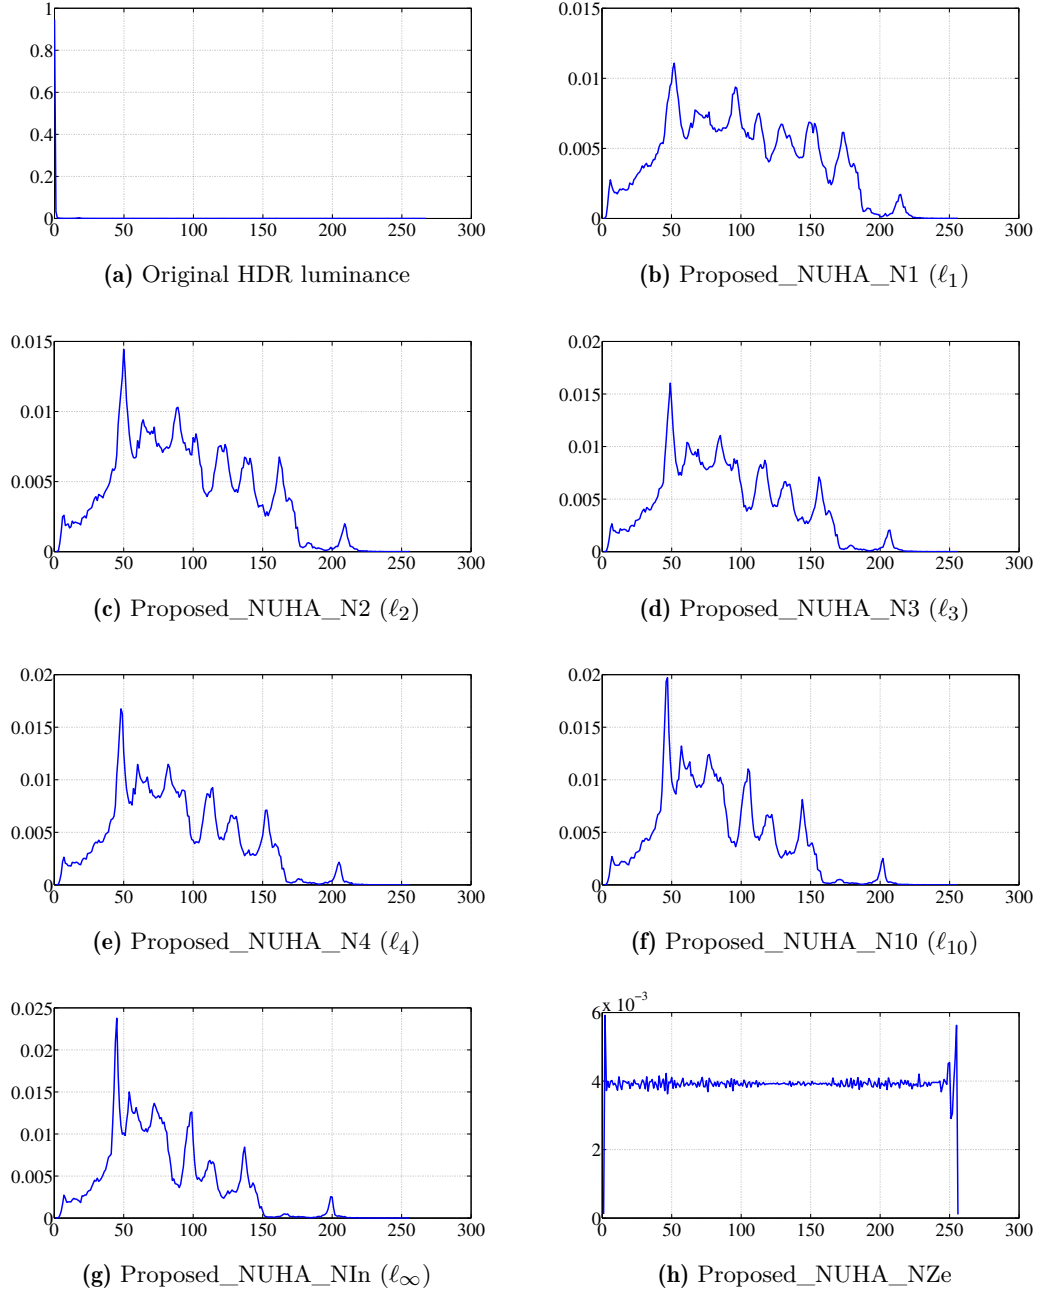 1
0.8
0.6
0.4
0.2
0
0 50 100 150 200 250 300
(a) Original HDR luminance
0.015
0.01
0.005
0
0 50 100 150 200 250 300
(b) Proposed_NUHA_N1 (ℓ1)
0.015
0.01
0.005
0
0 50 100 150 200 250 300
(c) Proposed_NUHA_N2 (ℓ2)
0.02
0.015
0.01
0.005
0
0 50 100 150 200 250 300
(d) Proposed_NUHA_N3 (ℓ3)
0.02
0.015
0.01
0.005
0
0 50 100 150 200 250 300
(e) Proposed_NUHA_N4 (ℓ4)
0.02
0.015
0.01
0.005
0
0 50 100 150 200 250 300
(f) Proposed_NUHA_N10 (ℓ10)
0.025
0.02
0.015
0.01
0.005
0
0 50 100 150 200 250 300
(g) Proposed_NUHA_NIn (ℓ∞)
x 10−3
6
4
2
0
0 50 100 150 200 250 300
(h) Proposed_NUHA_NZe